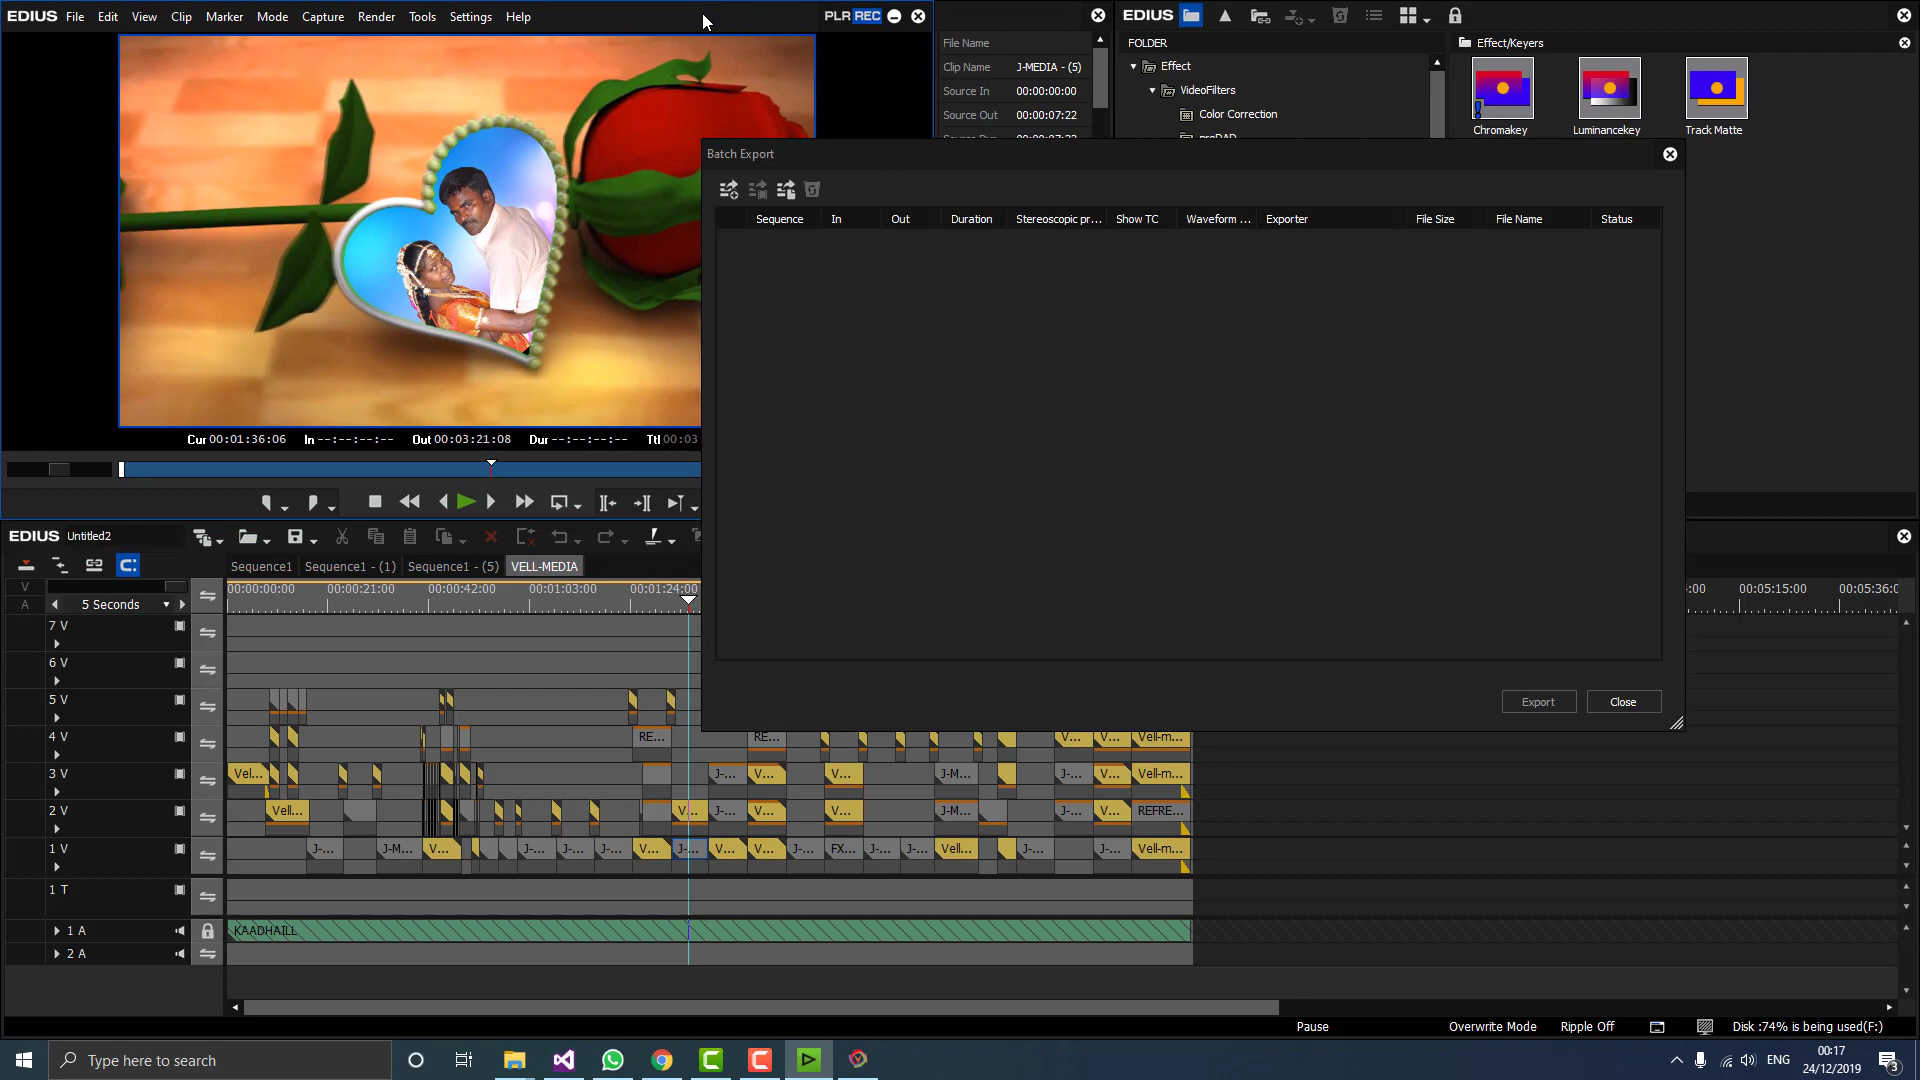 EDIUS File Edit View Clip Marker Mode Capture Render Tools Settings Help PLR REC
EDIUS
File Name
Clip Name J-MEDIA - (5)
Source In 00:00:00:00
Source Out 00:00:07:22
FOLDER
Effect
VideoFilters
Color Correction
Effect/Keyers
Chromakey Luminancekey Track Matte
Batch Export
Sequence In Out Duration Stereoscopic pr... Show TC Waveform ... Exporter File Size File Name Status
Export Close
Cur 00:01:36:06 In --:--:--:-- Out 00:03:21:08 Dur --:--:--:-- Ttl 00:03
EDIUS Untitled2
Sequence1 Sequence1 - (1) Sequence1 - (5) VELL-MEDIA
00:00:00:00 00:00:21:00 00:00:42:00 00:01:03:00 00:01:24:00 :00 00:05:15:00 00:05:36:0
V
A 5 Seconds
7 V
6 V
5 V
4 V RE... RE... V... V... Vell-m...
3 V Vel... J-... V... V... J-M... J-... V... Vell-m...
2 V Vell... V... J-... V... V... J-M... J-... V... REFRE...
1 V J-... J-M... V... J-... J-... J-... V... J-... V... V... J-... FX... J-... J-... Vell... J-... J-... Vell-m...
1 T
1 A KAADHAILL
2 A
Pause Overwrite Mode Ripple Off Disk :74% is being used(F:)
Type here to search
ENG 00:17
24/12/2019 3